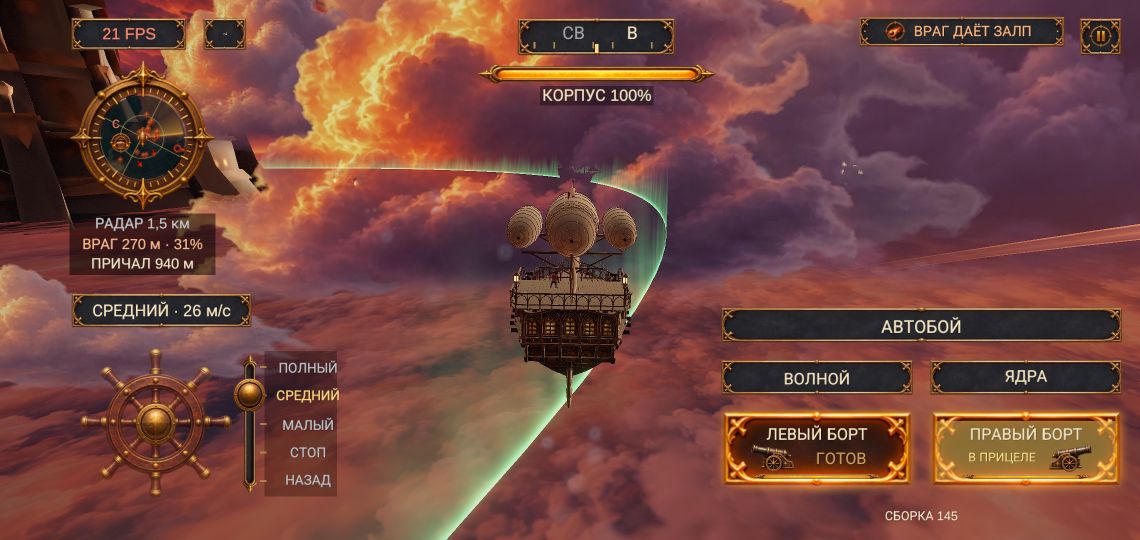 21 FPS
СВ В
ВРАГ ДАЁТ ЗАЛП
КОРПУС 100%
С
РАДАР 1,5 км
ВРАГ 270 м · 31%
ПРИЧАЛ 940 м
СРЕДНИЙ · 26 м/с
ПОЛНЫЙ
СРЕДНИЙ
МАЛЫЙ
СТОП
НАЗАД
АВТОБОЙ
ВОЛНОЙ
ЯДРА
ЛЕВЫЙ БОРТ
ГОТОВ
ПРАВЫЙ БОРТ
В ПРИЦЕЛЕ
СБОРКА 145